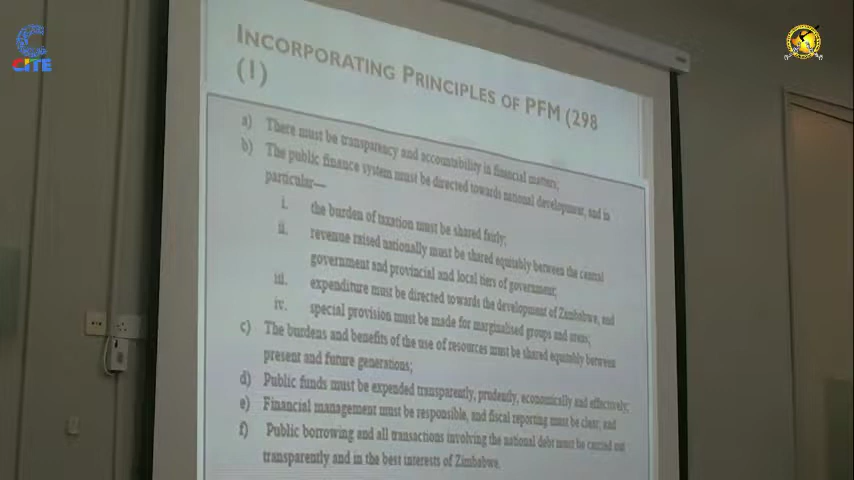 CITE
INCORPORATING PRINCIPLES OF PFM (298
(1)
a) There must be transparency and accountability in financial matters;
b) The public finance system must be directed towards national development, and in
particular—
i. the burden of taxation must be shared fairly;
ii. revenue raised nationally must be shared equitably between the central
government and provincial and local tiers of government;
iii. expenditure must be directed towards the development of Zimbabwe, and
iv. special provision must be made for marginalised groups and areas;
c) The burdens and benefits of the use of resources must be shared equitably between
present and future generations;
d) Public funds must be expended transparently, prudently, economically and effectively;
e) Financial management must be responsible, and fiscal reporting must be clear; and
f) Public borrowing and all transactions involving the national debt must be carried out
transparently and in the best interests of Zimbabwe.